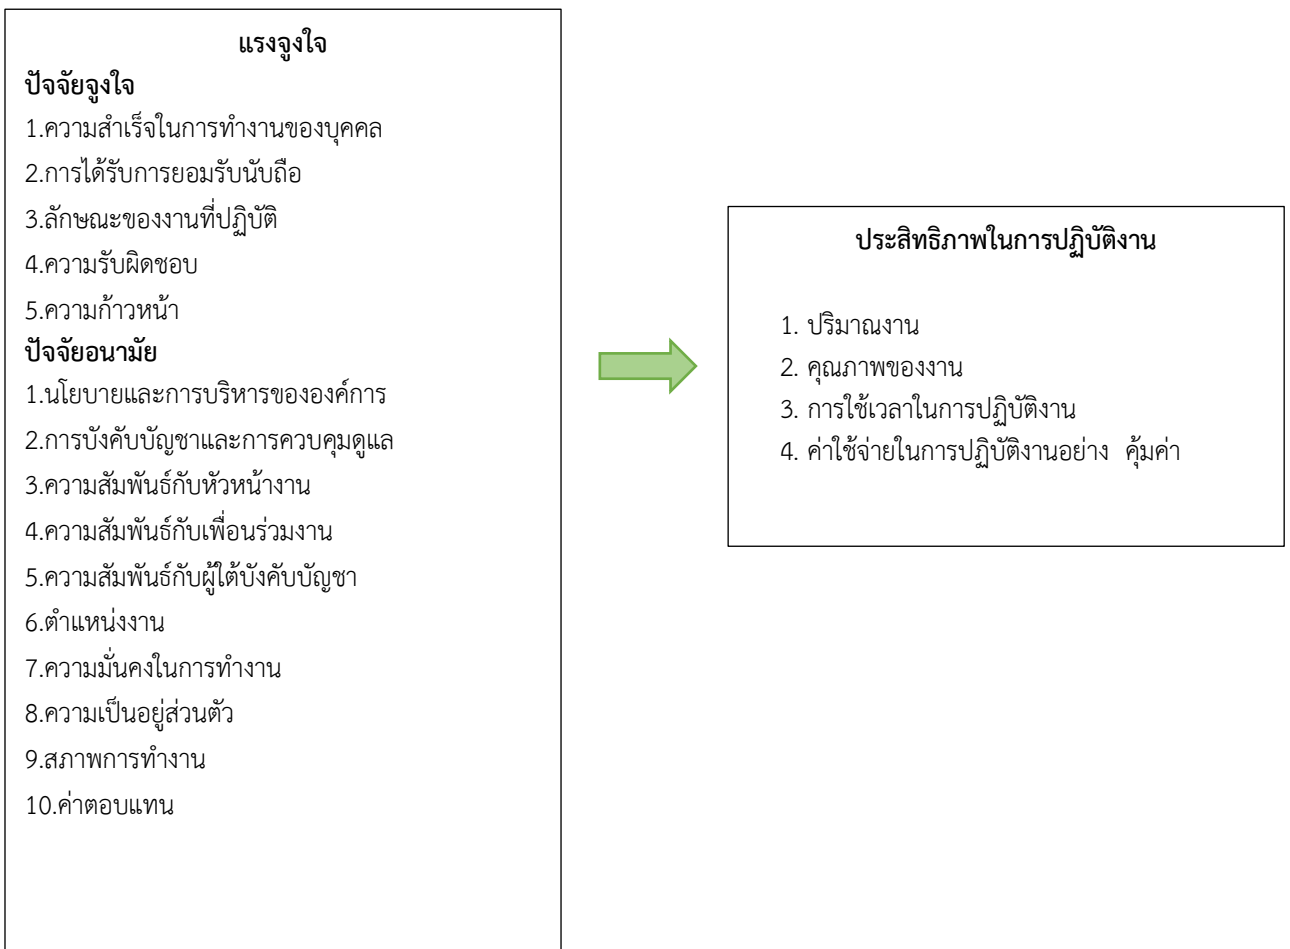 แรงจูงใจ
ปัจจัยจูงใจ
1.ความสำเร็จในการทำงานของบุคคล
2.การได้รับการยอมรับนับถือ
3.ลักษณะของงานที่ปฏิบัติ
4.ความรับผิดชอบ
5.ความก้าวหน้า
ปัจจัยอนามัย
1.นโยบายและการบริหารขององค์การ
2.การบังคับบัญชาและการควบคุมดูแล
3.ความสัมพันธ์กับหัวหน้างาน
4.ความสัมพันธ์กับเพื่อนร่วมงาน
5.ความสัมพันธ์กับผู้ใต้บังคับบัญชา
6.ตำแหน่งงาน
7.ความมั่นคงในการทำงาน
8.ความเป็นอยู่ส่วนตัว
9.สภาพการทำงาน
10.ค่าตอบแทน
ประสิทธิภาพในการปฏิบัติงาน
1. ปริมาณงาน
2. คุณภาพของงาน
3. การใช้เวลาในการปฏิบัติงาน
4. ค่าใช้จ่ายในการปฏิบัติงานอย่าง คุ้มค่า